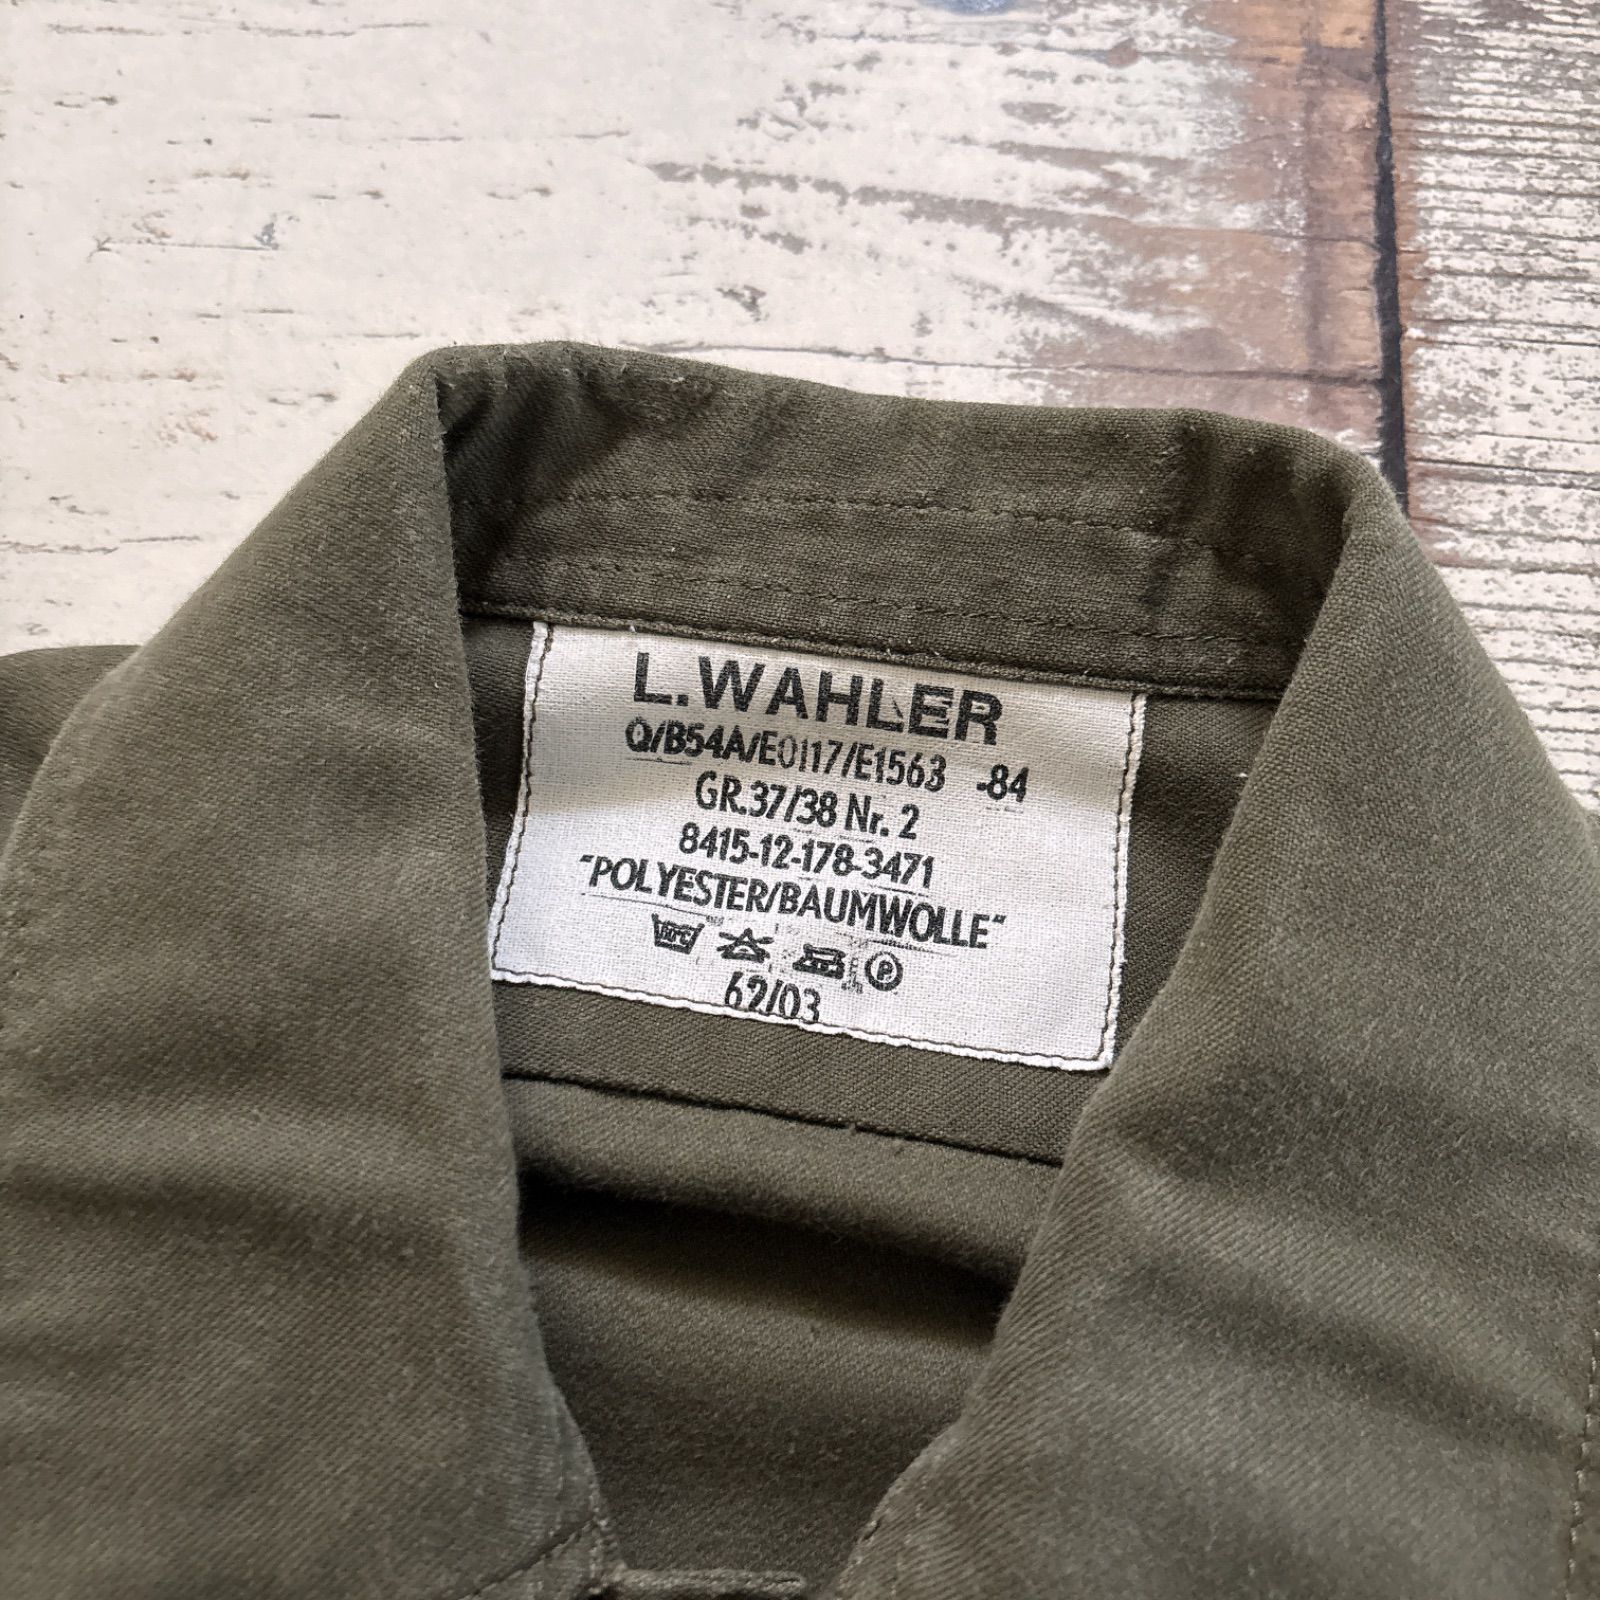 L.WAHLER
Q/B54A/E0117/E1563 -84
GR.37/38 Nr. 2
8415-12-178-3471
"POLYESTER/BAUMWOLLE"
P
62/03